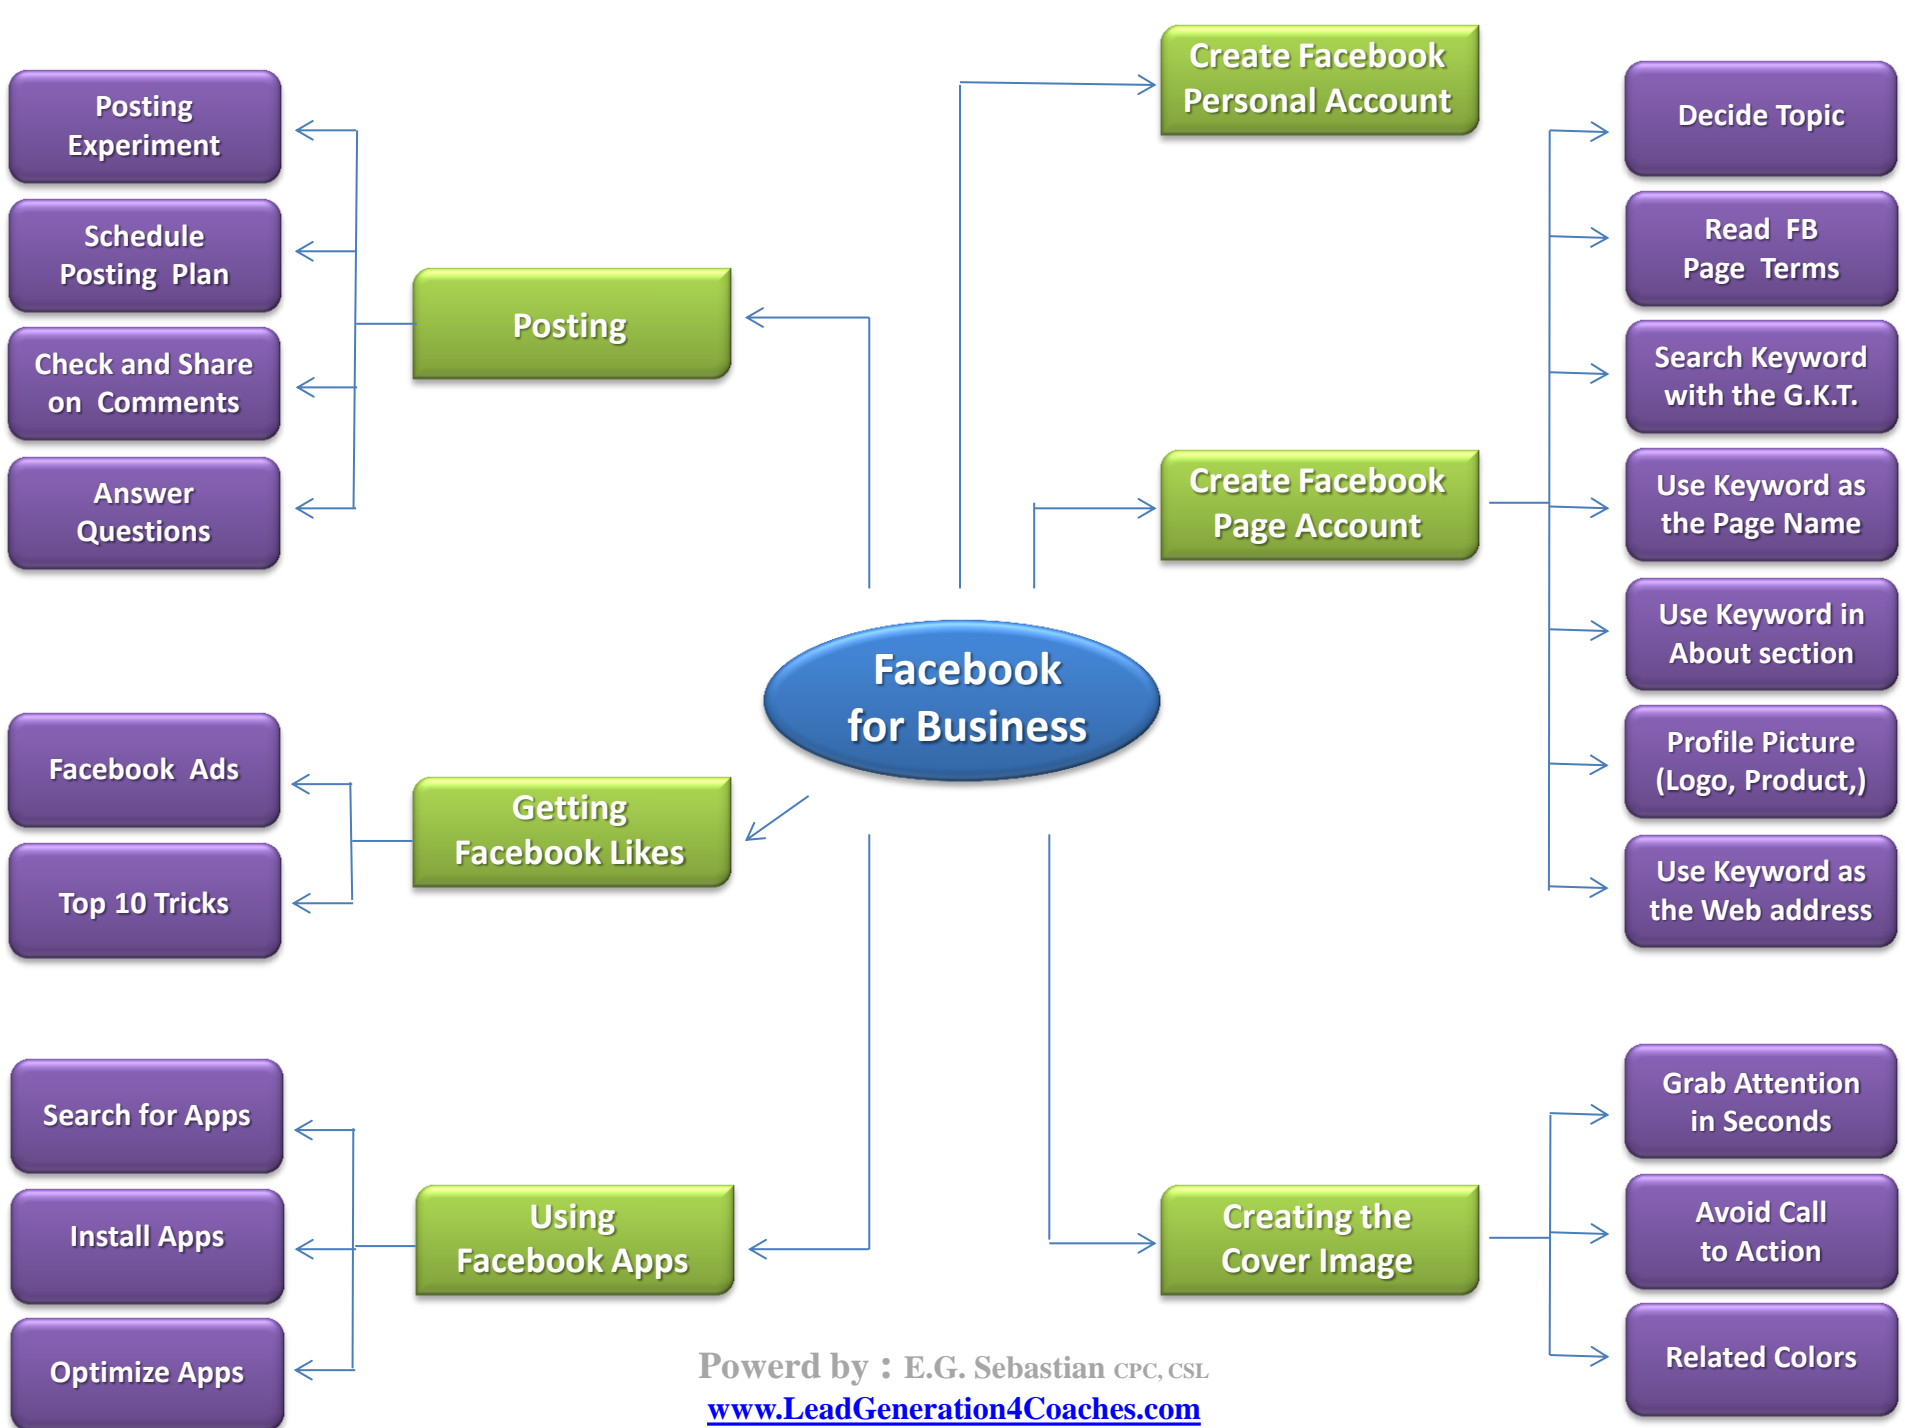 Create Facebook
Personal Account
Posting
Experiment
Schedule
Posting Plan
Check and Share
on Comments
Answer
Questions
Posting
Create Facebook
Page Account
Decide Topic
Read FB
Page Terms
Search Keyword
with the G.K.T.
Use Keyword as
the Page Name
Use Keyword in
About section
Profile Picture
(Logo, Product,)
Use Keyword as
the Web address
Facebook
for Business
Facebook Ads
Top 10 Tricks
Getting
Facebook Likes
Search for Apps
Install Apps
Optimize Apps
Using
Facebook Apps
Creating the
Cover Image
Grab Attention
in Seconds
Avoid Call
to Action
Related Colors
Powerd by : E.G. Sebastian CPC, CSL
www.LeadGeneration4Coaches.com